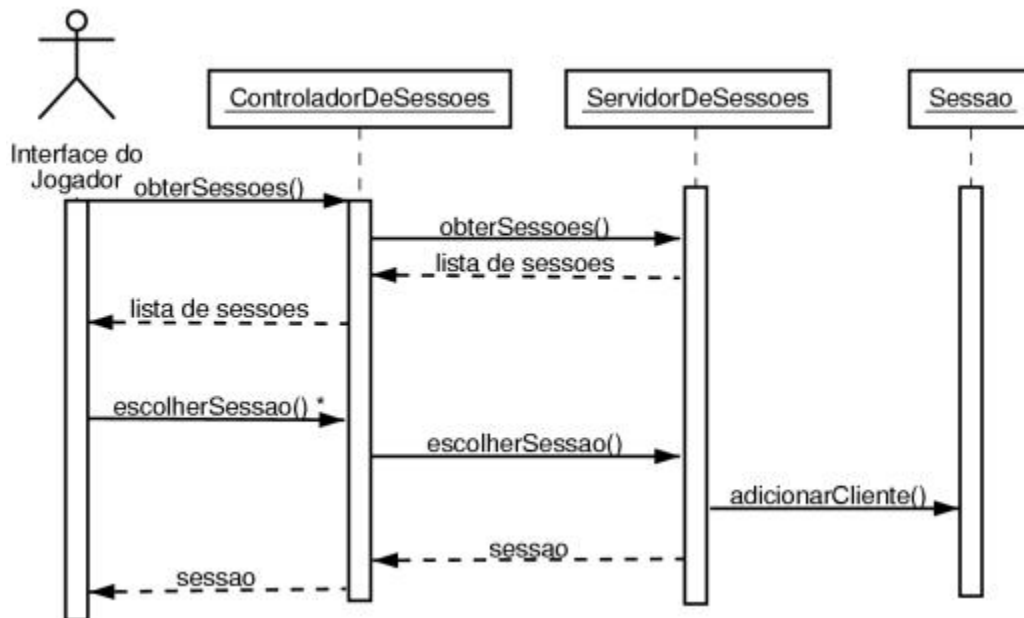 ControladorDeSessoes
ServidorDeSessoes
Sessao
Interface do
Jogador
obterSessoes()
obterSessoes()
lista de sessoes
lista de sessoes
escolherSessao() *
escolherSessao()
adicionarCliente()
sessao
sessao